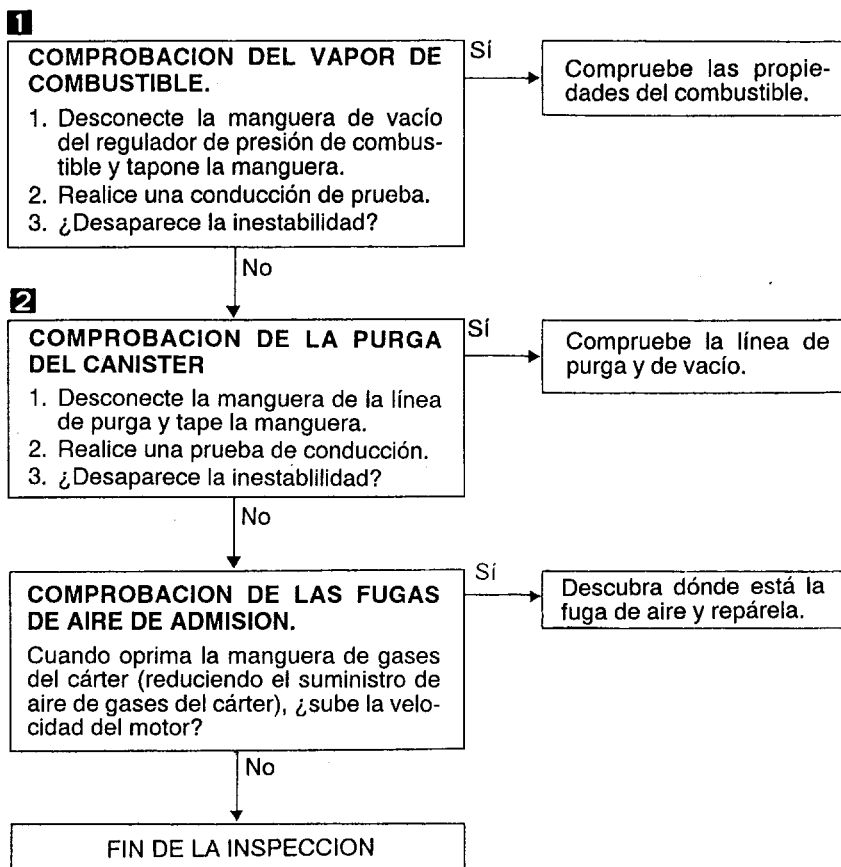 1
COMPROBACION DEL VAPOR DE
COMBUSTIBLE.
1. Desconecte la manguera de vacío
del regulador de presión de combus-
tible y tapone la manguera.
2. Realice una conducción de prueba.
3. ¿Desaparece la inestabilidad?
Sí
Compruebe las propie-
dades del combustible.
No
2
COMPROBACION DE LA PURGA
DEL CANISTER
1. Desconecte la manguera de la línea
de purga y tape la manguera.
2. Realice una prueba de conducción.
3. ¿Desaparece la inestablilidad?
Sí
Compruebe la línea de
purga y de vacío.
No
COMPROBACION DE LAS FUGAS
DE AIRE DE ADMISION.
Cuando oprima la manguera de gases
del cárter (reduciendo el suministro de
aire de gases del cárter), ¿sube la velo-
cidad del motor?
Sí
Descubra dónde está la
fuga de aire y repárela.
No
FIN DE LA INSPECCION